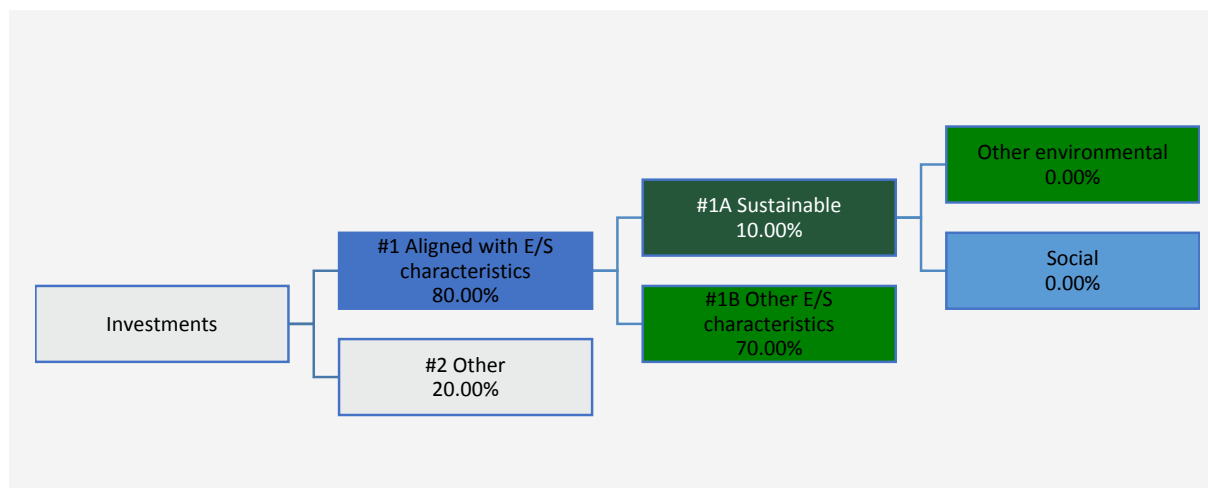 Investments
#1 Aligned with E/S
characteristics
80.00%
#2 Other
20.00%
#1A Sustainable
10.00%
#1B Other E/S
characteristics
70.00%
Other environmental
0.00%
Social
0.00%